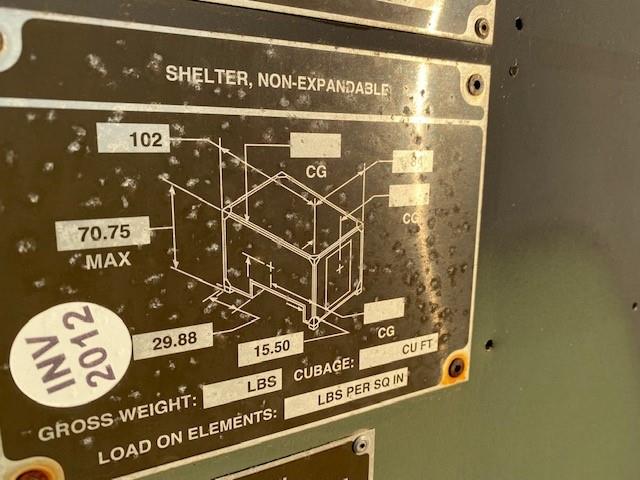 SHELTER, NON-EXPANDABLE
102
CG
84
CG
70.75
MAX
29.88
15.50
CG
INV
2012
GROSS WEIGHT: LBS CUBAGE: CU FT
LOAD ON ELEMENTS: LBS PER SQ IN